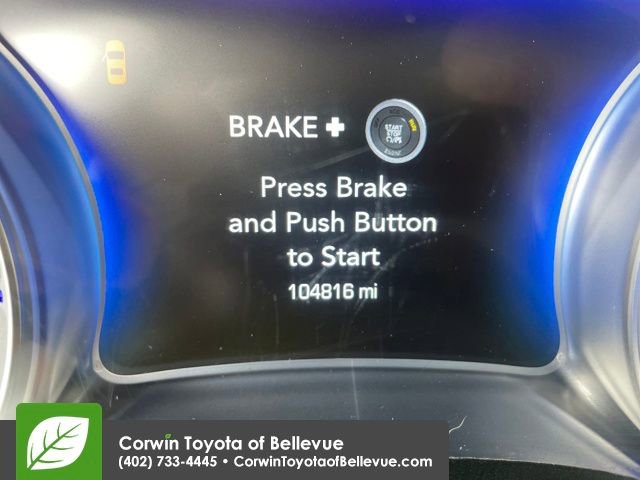 BRAKE +
START
STOP
Press Brake
and Push Button
to Start
104816 mi
Corwin Toyota of Bellevue
(402) 733-4445 • CorwinToyotaofBellevue.com